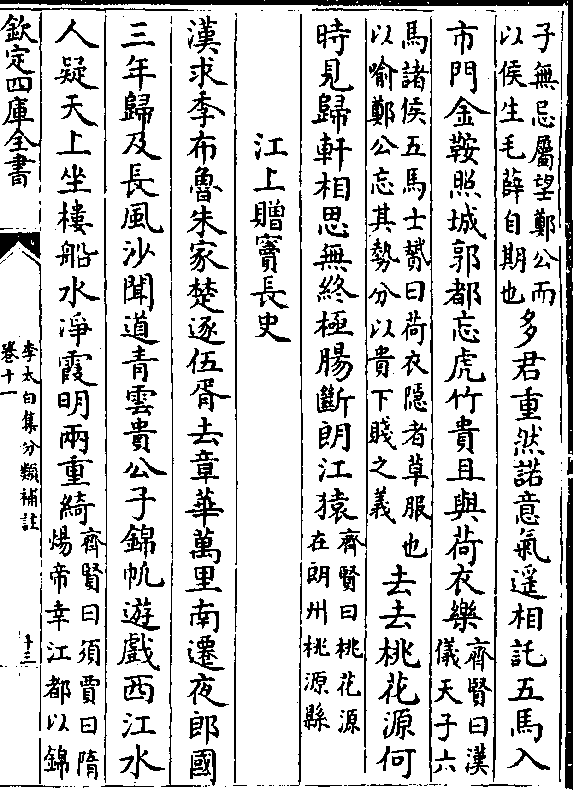 子無忌屬望鄭公而
以侯生毛薛自期也
多君重然諾意氣遥相託五馬入
市門金鞍照城郭都忘虎竹貴且與荷衣樂
齊賢曰漢
儀天子六
馬諸侯五馬士贇曰荷衣隱者草服也
以喻鄭公忘其勢分以貴下賤之義
去去桃花源何
時見歸軒相思無終極腸斷朗江猿
齊賢曰桃花源
在朗州桃源縣
江上贈竇長史
漢求季布魯朱家楚逐伍胥去章華萬里南遷夜郎國
三年歸及長風沙聞道青雲貴公子錦帆遊戲西江水
人疑天上坐樓船水淨霞明兩重綺
齊賢曰須賈曰隋
煬帝幸江都以錦
欽定四庫全書
李太白集分類補註
卷十一
十三